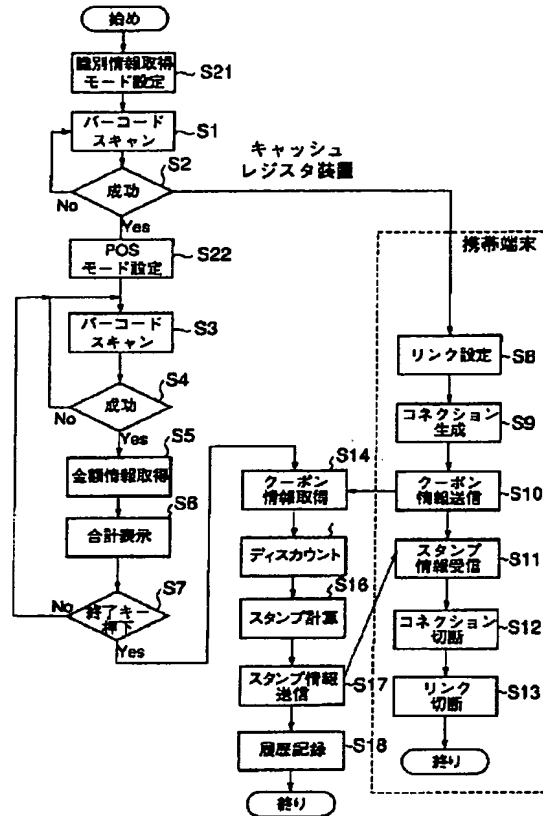 始め
識別情報取得
モード設定
S21
バーコード
スキャン
S1
成功
S2
No
Yes
キャッシュ
レジスタ装置
POS
モード設定
S22
バーコード
スキャン
S3
成功
S4
No
Yes
金額情報取得
S5
合計表示
S6
終了キー
押下
S7
No
Yes
クーポン
情報取得
S14
ディスカウント
スタンプ計算
S16
スタンプ情報
送信
S17
履歴記録
S18
終り
携帯端末
リンク設定
S8
コネクション
生成
S9
クーポン
情報送信
S10
スタンプ
情報受信
S11
コネクション
切断
S12
リンク
切断
S13
終り